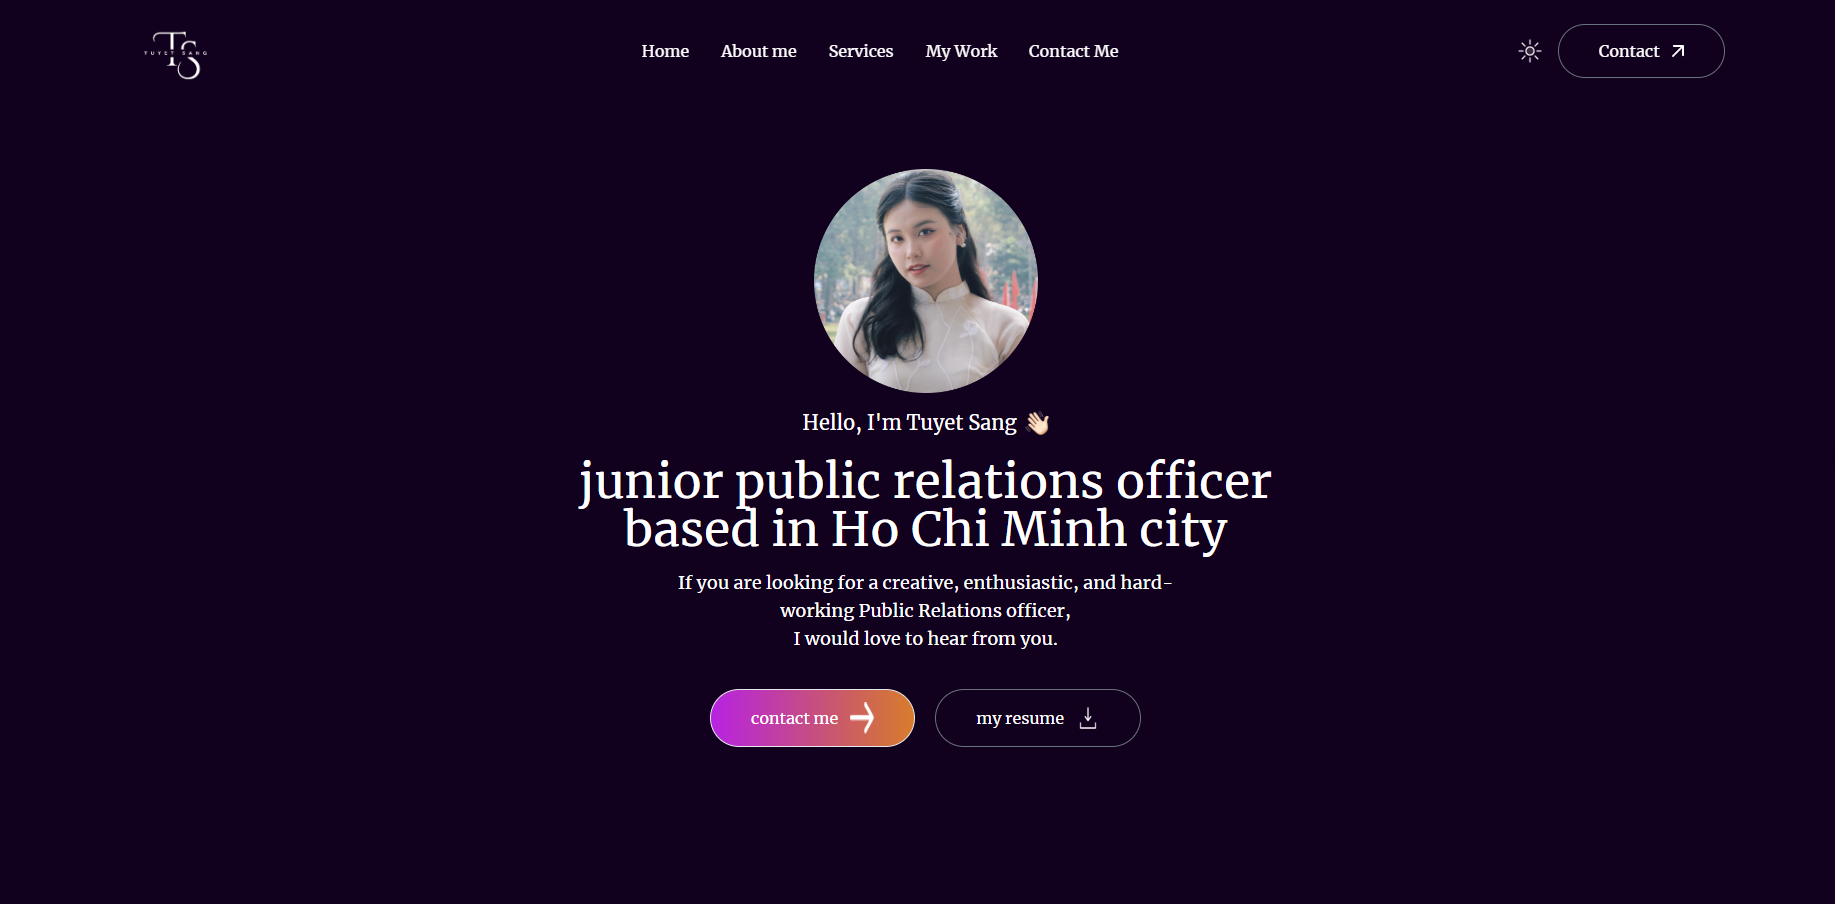 TS
TUYET SANG
Home
About me
Services
My Work
Contact Me
Contact
Hello, I'm Tuyet Sang 👋🏻
junior public relations officer
based in Ho Chi Minh city
If you are looking for a creative, enthusiastic, and hard-
working Public Relations officer,
I would love to hear from you.
contact me
my resume